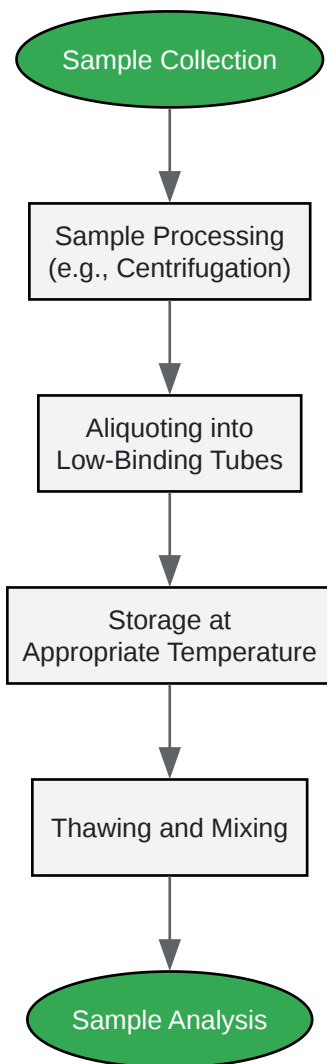 Sample Collection
Sample Processing
(e.g., Centrifugation)
Aliquoting into
Low-Binding Tubes
Storage at
Appropriate Temperature
Thawing and Mixing
Sample Analysis